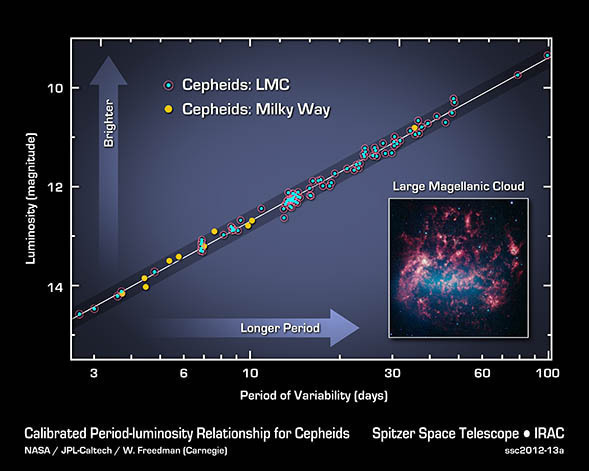 10
12
14
Luminosity (magnitude)
Brighter
Cepheids: LMC
Cepheids: Milky Way
Large Magellanic Cloud
Longer Period
3 6 10 30 60 100
Period of Variability (days)
Calibrated Period-luminosity Relationship for Cepheids
Spitzer Space Telescope ● IRAC
NASA / JPL-Caltech / W. Freedman (Carnegie)
ssc2012-13a